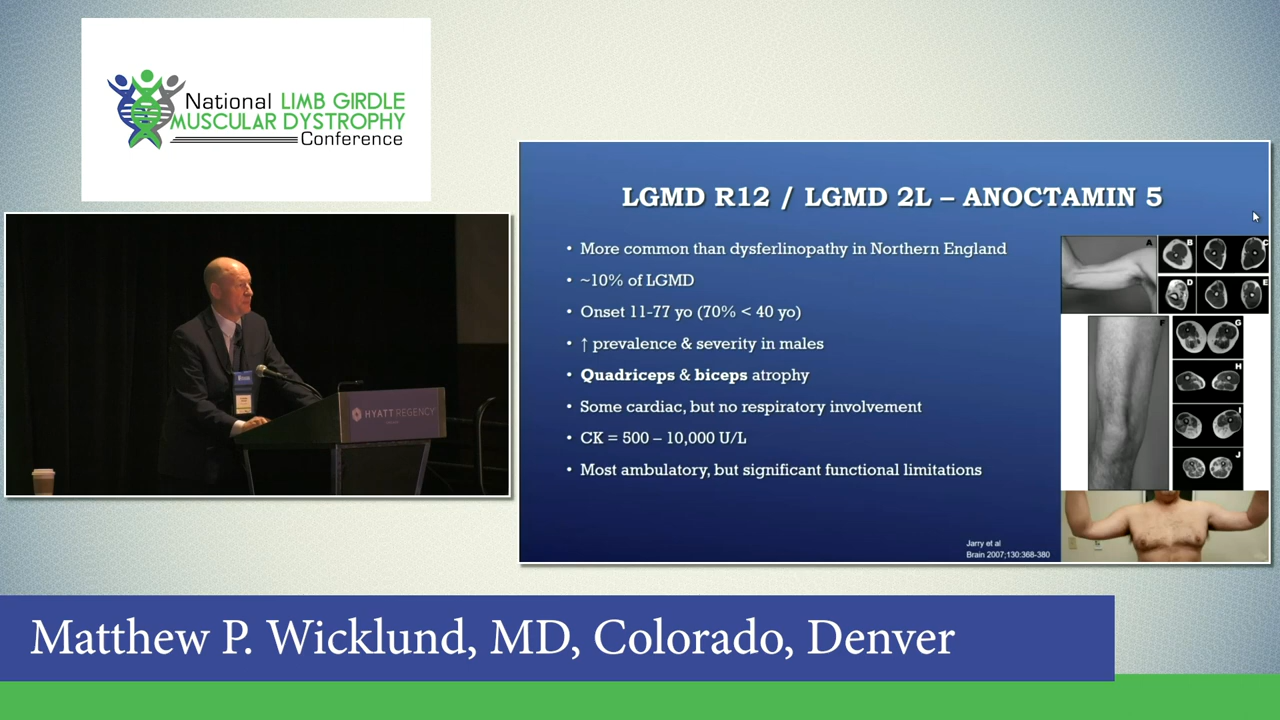 National LIMB GIRDLE
MUSCULAR DYSTROPHY
Conference
LGMD R12 / LGMD 2L – ANOCTAMIN 5
• More common than dysferlinopathy in Northern England
• ~10% of LGMD
• Onset 11-77 yo (70% < 40 yo)
• ↑ prevalence & severity in males
• Quadriceps & biceps atrophy
• Some cardiac, but no respiratory involvement
• CK = 500 – 10,000 U/L
• Most ambulatory, but significant functional limitations
A B C
D E
F G
H
I
J
Jarry et al
Brain 2007;130:368-380
HYATT REGENCY
Matthew P. Wicklund, MD, Colorado, Denver